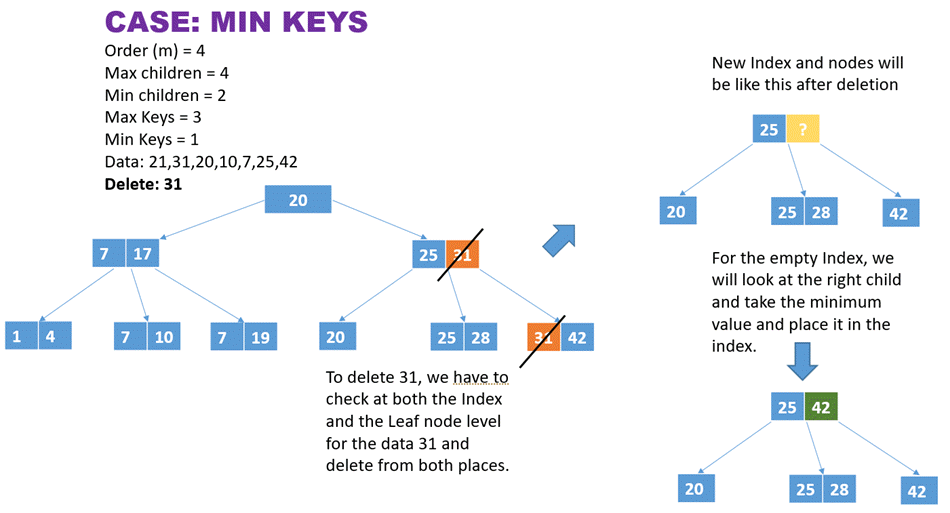 CASE: MIN KEYS
Order (m) = 4
Max children = 4
Min children = 2
Max Keys = 3
Min Keys = 1
Data: 21,31,20,10,7,25,42
Delete: 31
20
7 17
25 31
1 4
7 10
7 19
20
25 28
31 42
To delete 31, we have to
check at both the Index
and the Leaf node level
for the data 31 and
delete from both places.
New Index and nodes will
be like this after deletion
25 ?
20
25 28
42
For the empty Index, we
will look at the right child
and take the minimum
value and place it in the
index.
25 42
20
25 28
42